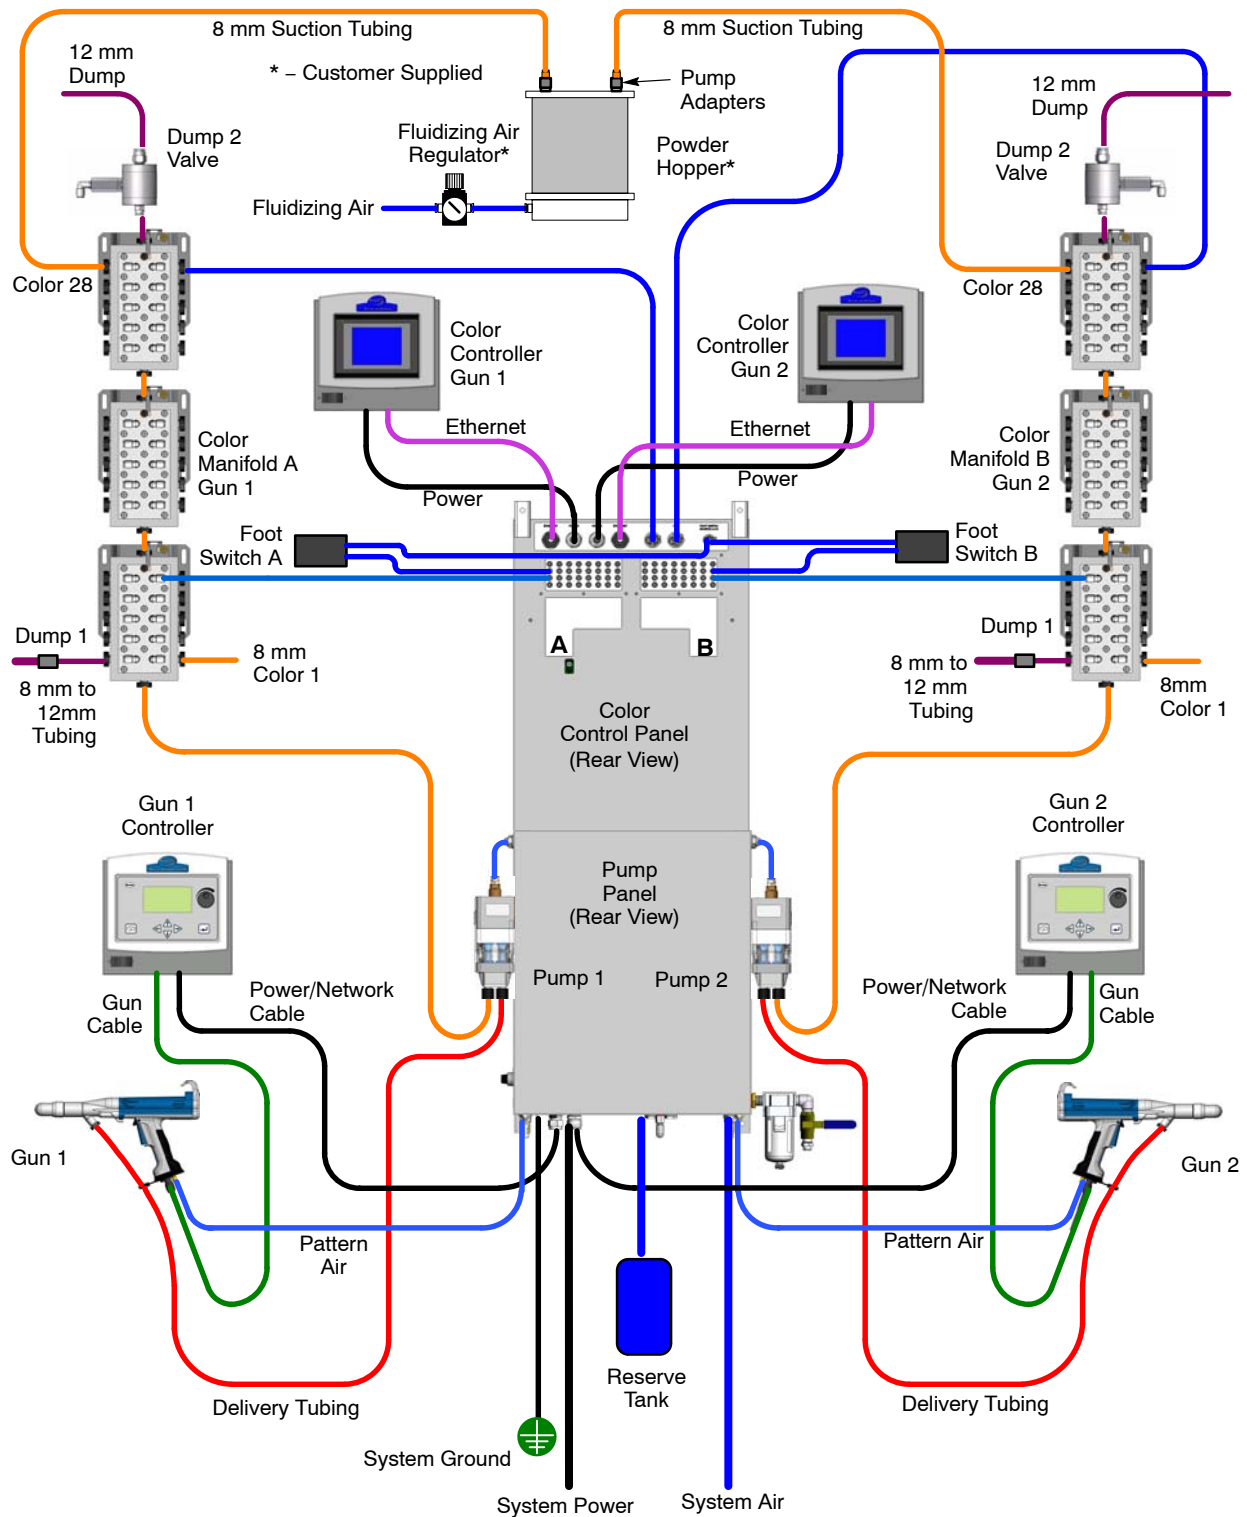 8 mm Suction Tubing
8 mm Suction Tubing
12 mm
Dump
* – Customer Supplied
Pump
Adapters
12 mm
Dump
Dump 2
Valve
Fluidizing Air
Regulator*
Powder
Hopper*
Dump 2
Valve
Fluidizing Air
Color 28
Color 28
Color
Controller
Gun 1
Color
Controller
Gun 2
Ethernet
Ethernet
Color
Manifold A
Gun 1
Color
Manifold B
Gun 2
Power
Power
Foot
Switch A
Foot
Switch B
Dump 1
8 mm
Color 1
8 mm to
12mm
Tubing
A
B
Dump 1
8 mm to
12 mm
Tubing
8mm
Color 1
Color
Control Panel
(Rear View)
Gun 1
Controller
Gun 2
Controller
Pump
Panel
(Rear View)
Pump 1
Pump 2
Gun
Cable
Power/Network
Cable
Power/Network
Cable
Gun
Cable
Gun 1
Gun 2
Pattern
Air
Pattern Air
Reserve
Tank
Delivery Tubing
Delivery Tubing
System Ground
System Power
System Air